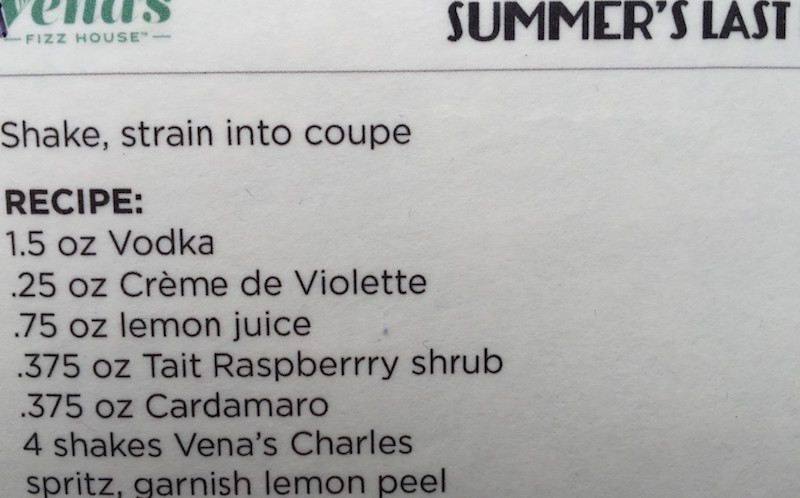 Vena's
FIZZ HOUSE™
SUMMER'S LAST
Shake, strain into coupe
RECIPE:
1.5 oz Vodka
.25 oz Crème de Violette
.75 oz lemon juice
.375 oz Tait Raspberrry shrub
.375 oz Cardamaro
4 shakes Vena's Charles
spritz, garnish lemon peel